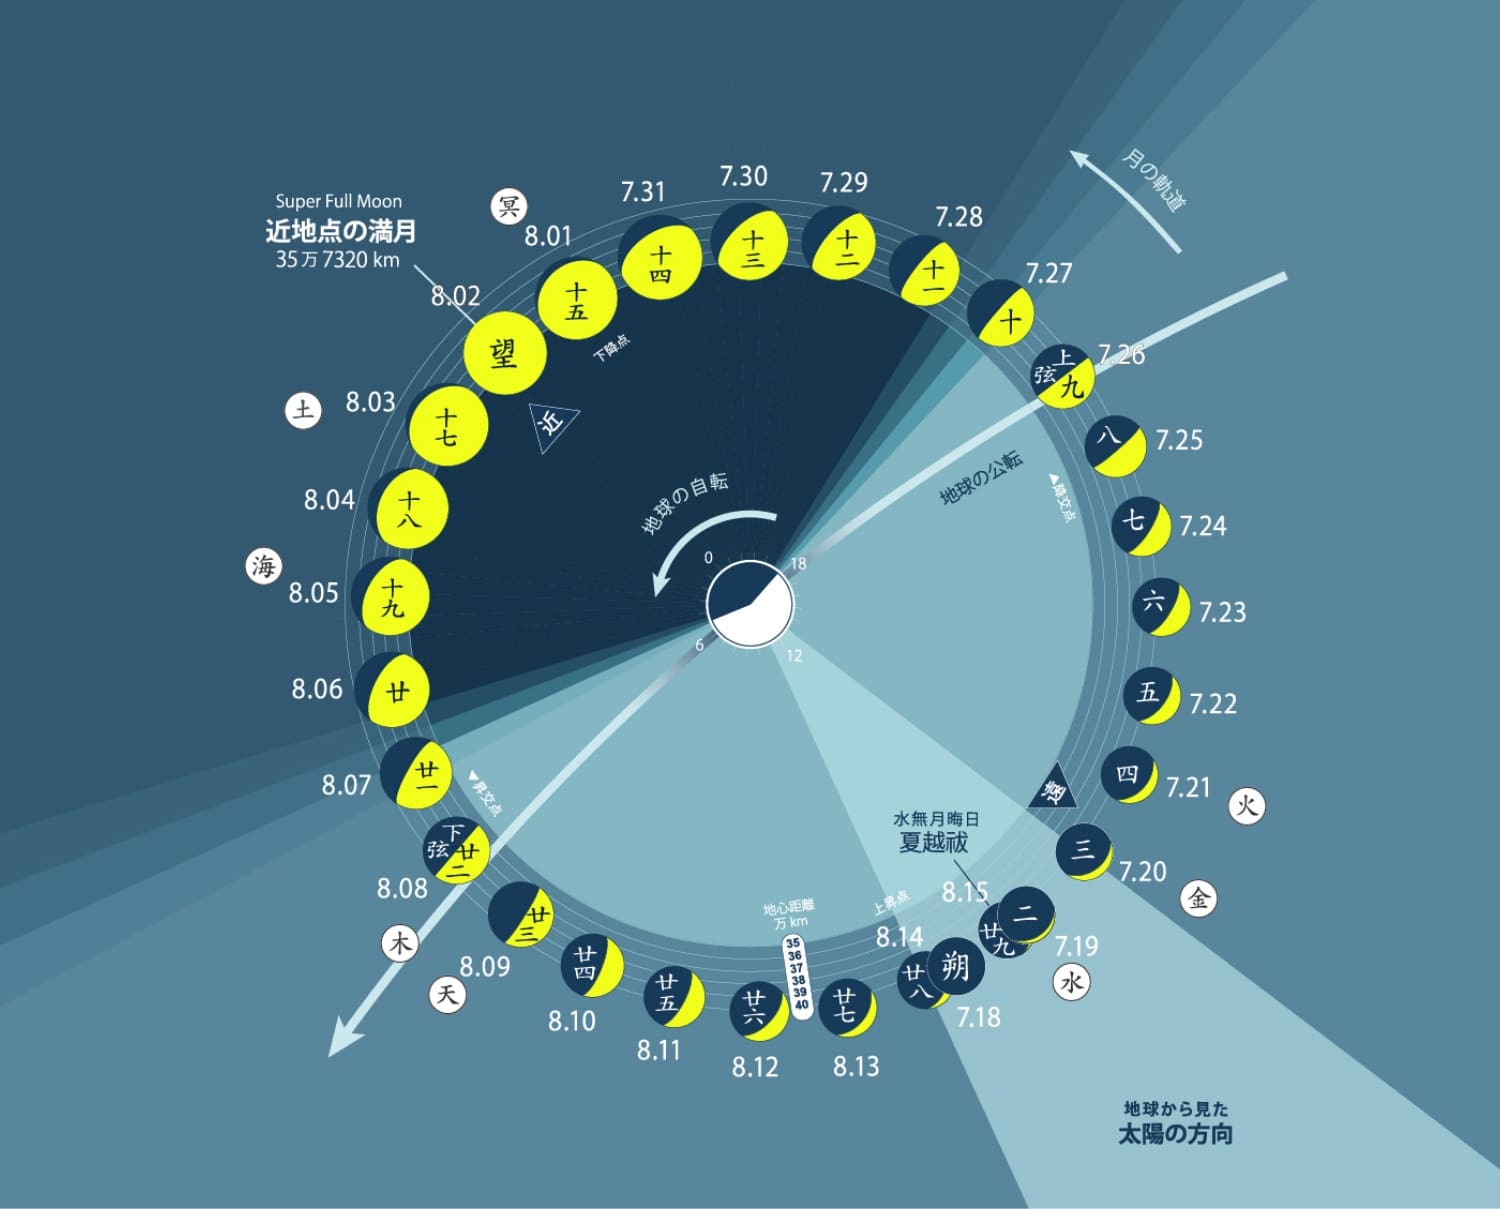 Super Full Moon
近地点の満月
35万7320 km
冥
8.01
十五
7.31
十四
7.30
十三
7.29
十二
7.28
十一
7.27
十
月の軌道
7.26
上弦
九
7.25
八
7.24
七
7.23
六
7.22
五
7.21
四
火
7.20
三
金
7.19
二
水
7.18
朔
8.02
望
下降点
近
土
8.03
十七
8.04
十八
海
8.05
十九
8.06
廿
8.07
廿一
8.08
下弦
廿二
木
天
8.09
廿三
8.10
廿四
8.11
廿五
8.12
廿六
8.13
廿七
8.14
廿八
8.15
廿九
地球の自転
地球の公転
▲降交点
▼昇交点
0
18
6
12
遠
水無月晦日
夏越祓
上昇点
地心距離
万 km
35
36
37
38
39
40
地球から見た
太陽の方向